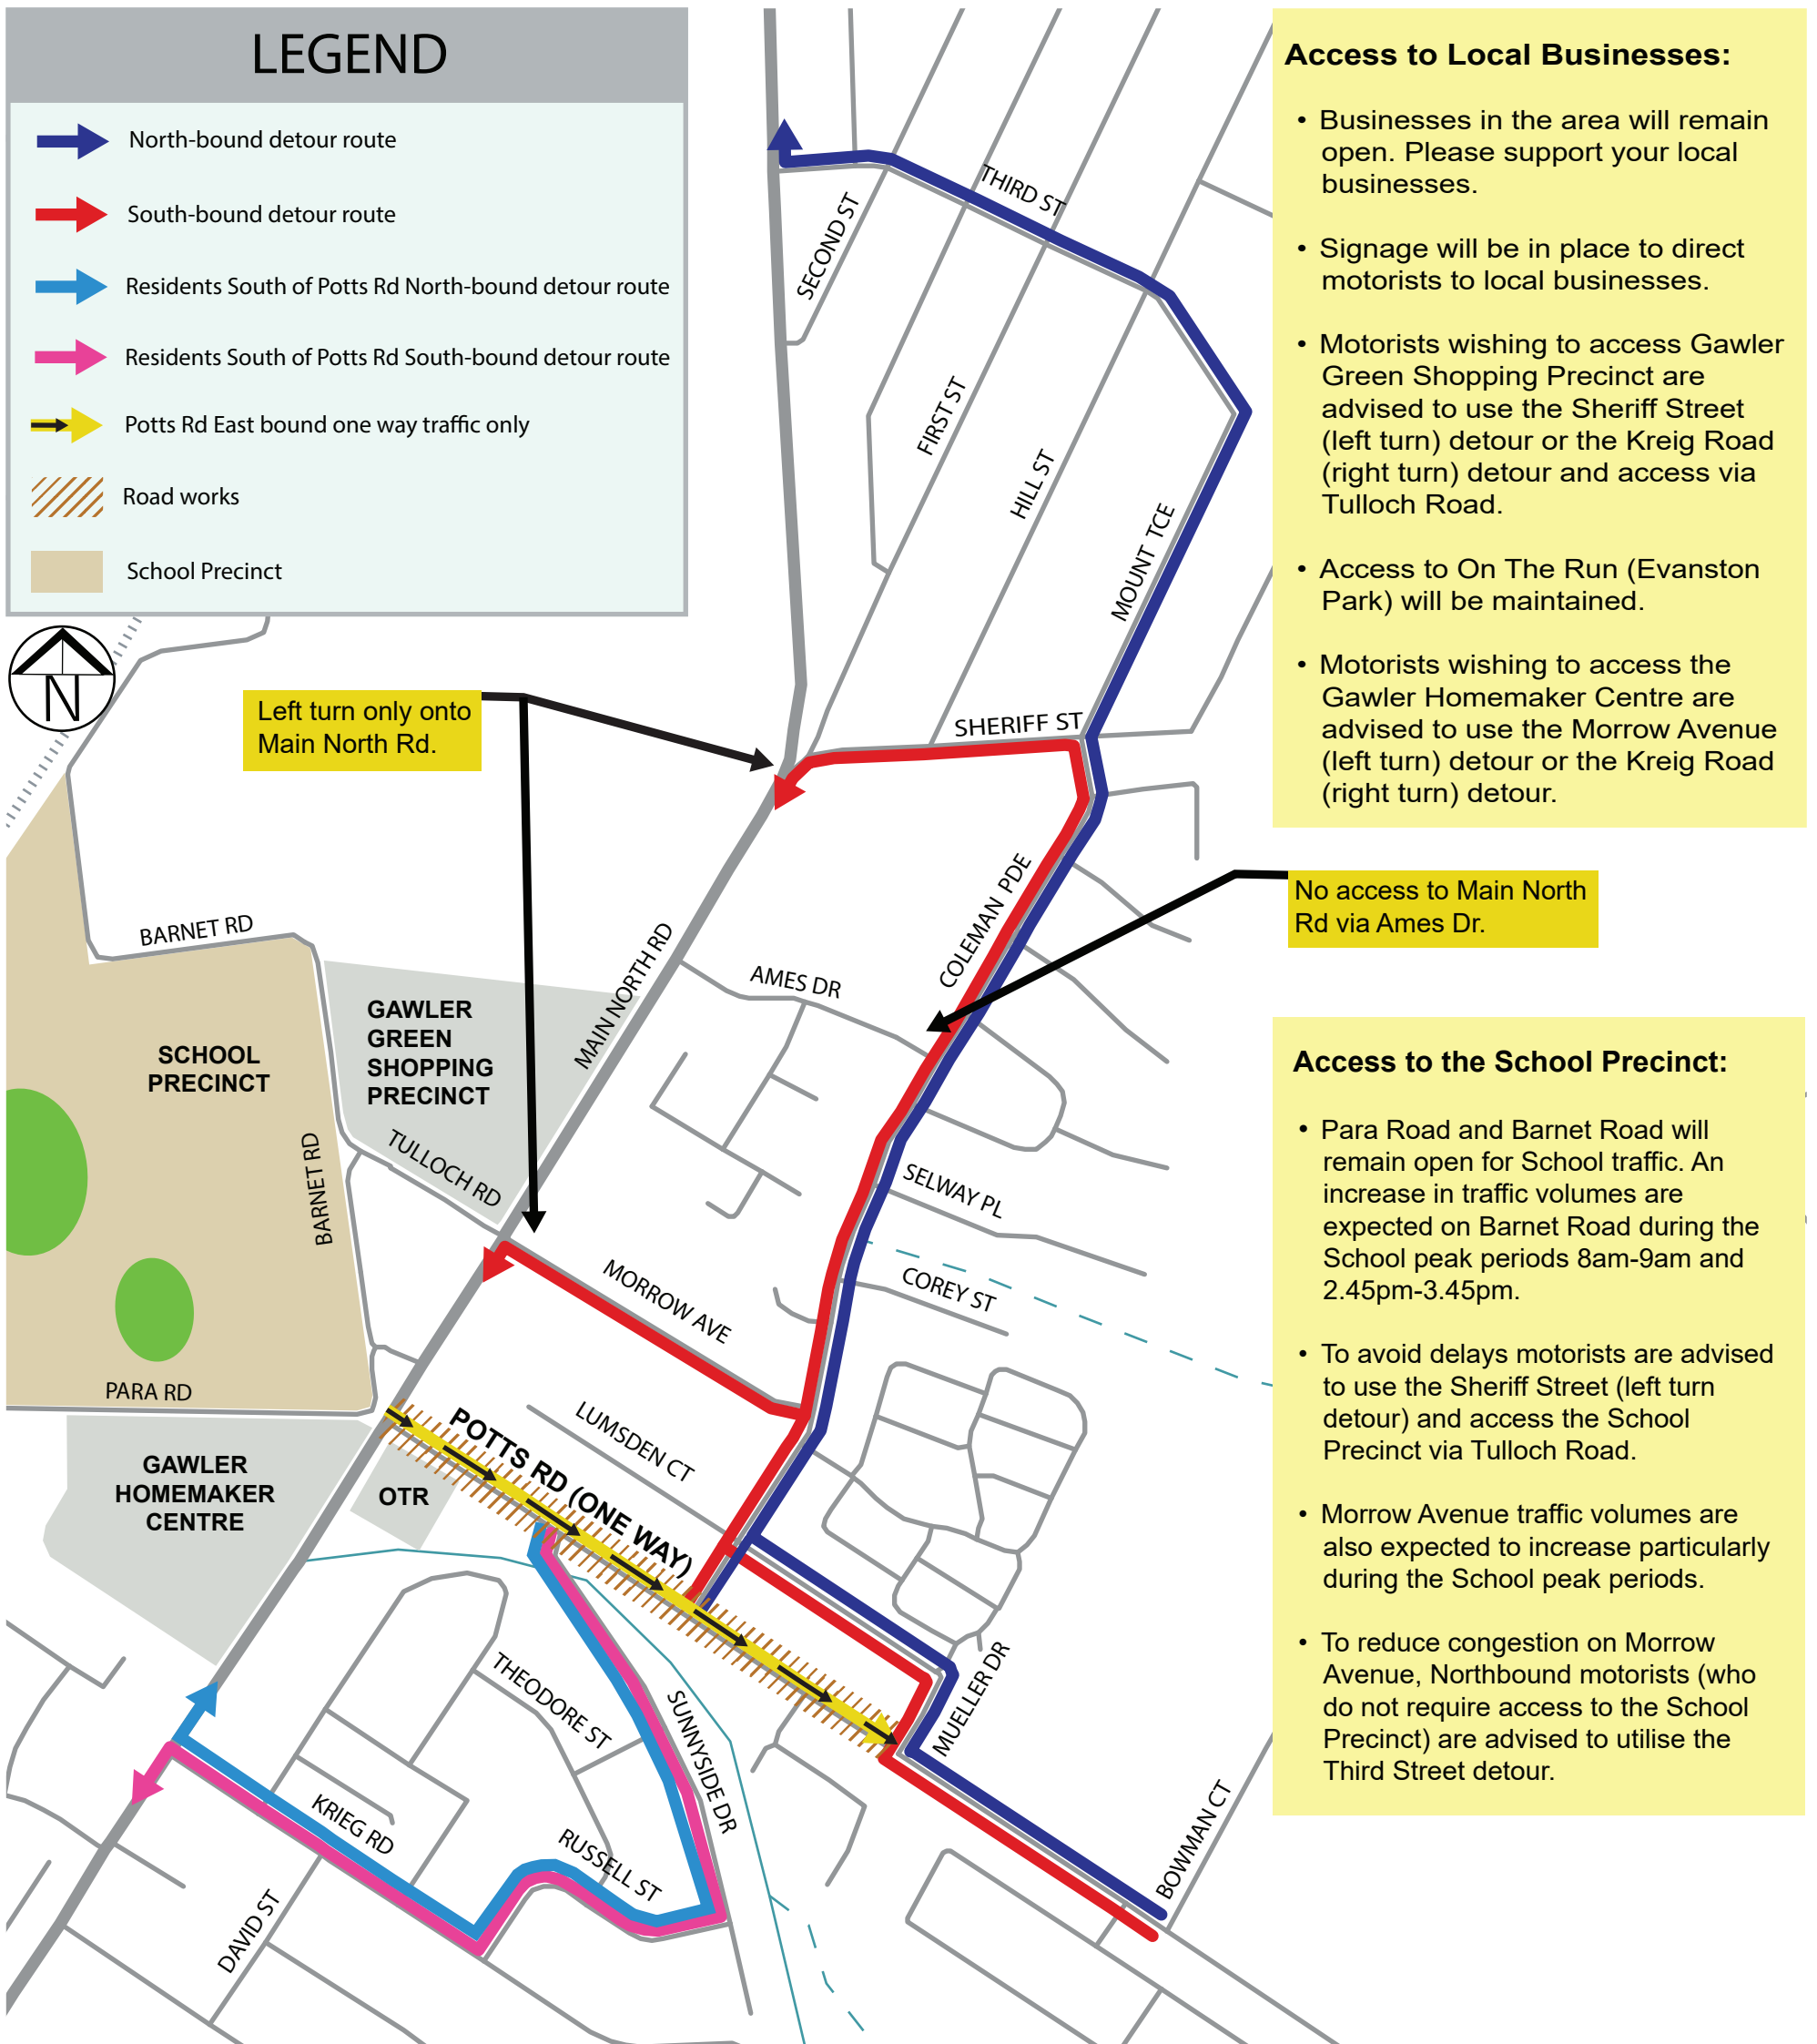 LEGEND
North-bound detour route
South-bound detour route
Residents South of Potts Rd North-bound detour route
Residents South of Potts Rd South-bound detour route
Potts Rd East bound one way traffic only
Road works
School Precinct
N
Left turn only onto
Main North Rd.
THIRD ST
SECOND ST
FIRST ST
HILL ST
MOUNT TCE
SHERIFF ST
COLEMAN PDE
MAIN NORTH RD
AMES DR
BARNET RD
GAWLER
GREEN
SHOPPING
PRECINCT
SCHOOL
PRECINCT
BARNET RD
TULLOCH RD
SELWAY PL
COREY ST
MORROW AVE
PARA RD
LUMSDEN CT
POTTS RD (ONE WAY)
GAWLER
HOMEMAKER
CENTRE
OTR
THEODORE ST
SUNNYSIDE DR
MUELLER DR
KRIEG RD
RUSSELL ST
DAVID ST
BOWMAN CT
Access to Local Businesses:
• Businesses in the area will remain
open. Please support your local
businesses.
• Signage will be in place to direct
motorists to local businesses.
• Motorists wishing to access Gawler
Green Shopping Precinct are
advised to use the Sheriff Street
(left turn) detour or the Kreig Road
(right turn) detour and access via
Tulloch Road.
• Access to On The Run (Evanston
Park) will be maintained.
• Motorists wishing to access the
Gawler Homemaker Centre are
advised to use the Morrow Avenue
(left turn) detour or the Kreig Road
(right turn) detour.
No access to Main North
Rd via Ames Dr.
Access to the School Precinct:
• Para Road and Barnet Road will
remain open for School traffic. An
increase in traffic volumes are
expected on Barnet Road during the
School peak periods 8am-9am and
2.45pm-3.45pm.
• To avoid delays motorists are advised
to use the Sheriff Street (left turn
detour) and access the School
Precinct via Tulloch Road.
• Morrow Avenue traffic volumes are
also expected to increase particularly
during the School peak periods.
• To reduce congestion on Morrow
Avenue, Northbound motorists (who
do not require access to the School
Precinct) are advised to utilise the
Third Street detour.